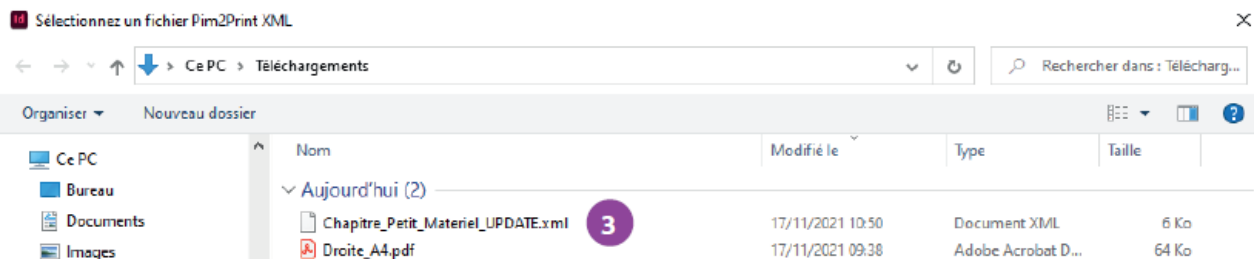 Id Sélectionnez un fichier Pim2Print XML
Ce PC > Téléchargements Rechercher dans : Télécharg...
Organiser Nouveau dossier ?
Ce PC Nom Modifié le Type Taille
Bureau Aujourd'hui (2)
Documents Chapitre_Petit_Materiel_UPDATE.xml 3 17/11/2021 10:50 Document XML 6 Ko
Images Droite_A4.pdf 17/11/2021 09:38 Adobe Acrobat D... 64 Ko